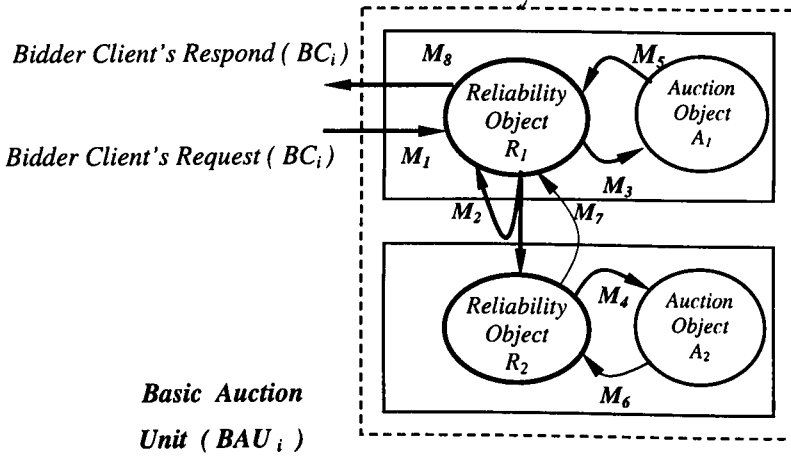 Bidder Client's Respond ( BCi )
M8
M5
Reliability
Object
R1
Auction
Object
A1
Bidder Client's Request ( BCi )
M1
M3
M2
M7
Reliability
Object
R2
M4
Auction
Object
A2
M6
Basic Auction
Unit ( BAU i )